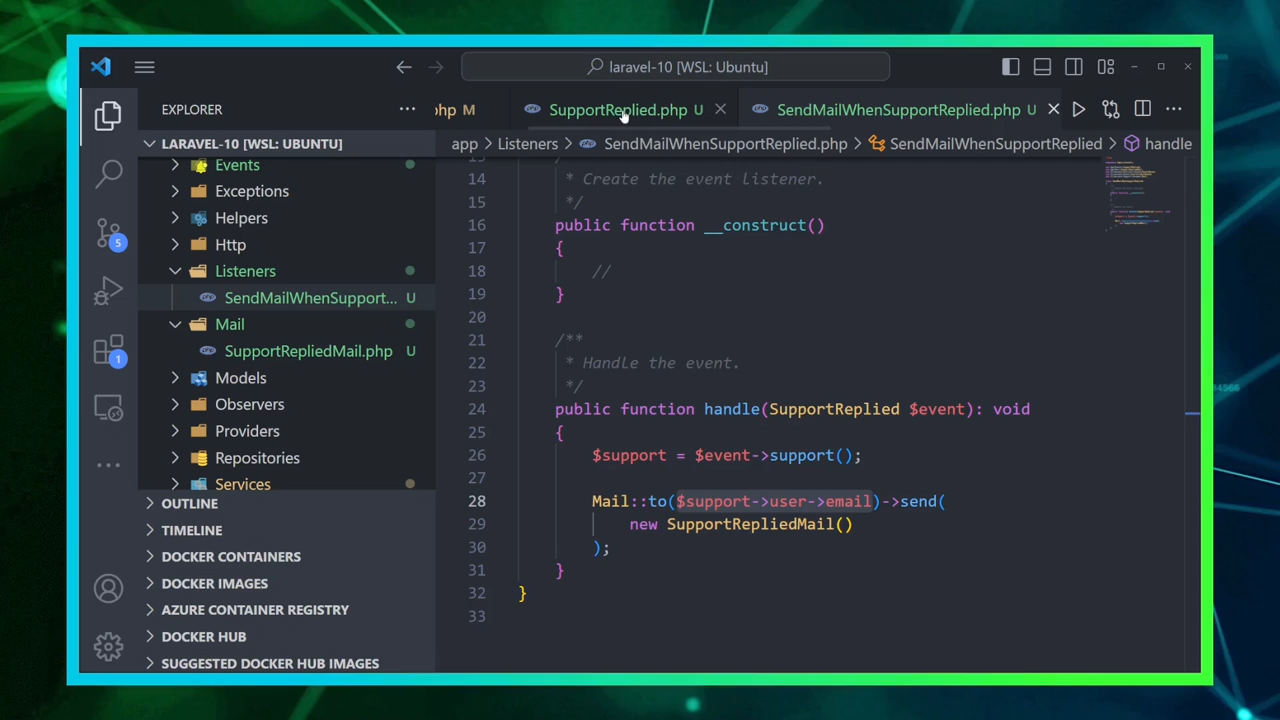 laravel-10 [WSL: Ubuntu]
EXPLORER
php M
SupportReplied.php U
SendMailWhenSupportReplied.php U
LARAVEL-10 [WSL: UBUNTU]
app > Listeners > SendMailWhenSupportReplied.php > SendMailWhenSupportReplied > handle
Events
Exceptions
Helpers
Http
Listeners
SendMailWhenSupport... U
Mail
SupportRepliedMail.php U
Models
Observers
Providers
Repositories
Services
OUTLINE
TIMELINE
DOCKER CONTAINERS
DOCKER IMAGES
AZURE CONTAINER REGISTRY
DOCKER HUB
SUGGESTED DOCKER HUB IMAGES
5
1
14 * Create the event listener.
15 */
16 public function __construct()
17 {
18 //
19 }
20
21 /**
22 * Handle the event.
23 */
24 public function handle(SupportReplied $event): void
25 {
26 $support = $event->support();
27
28 Mail::to($support->user->email)->send(
29 new SupportRepliedMail()
30 );
31 }
32 }
33